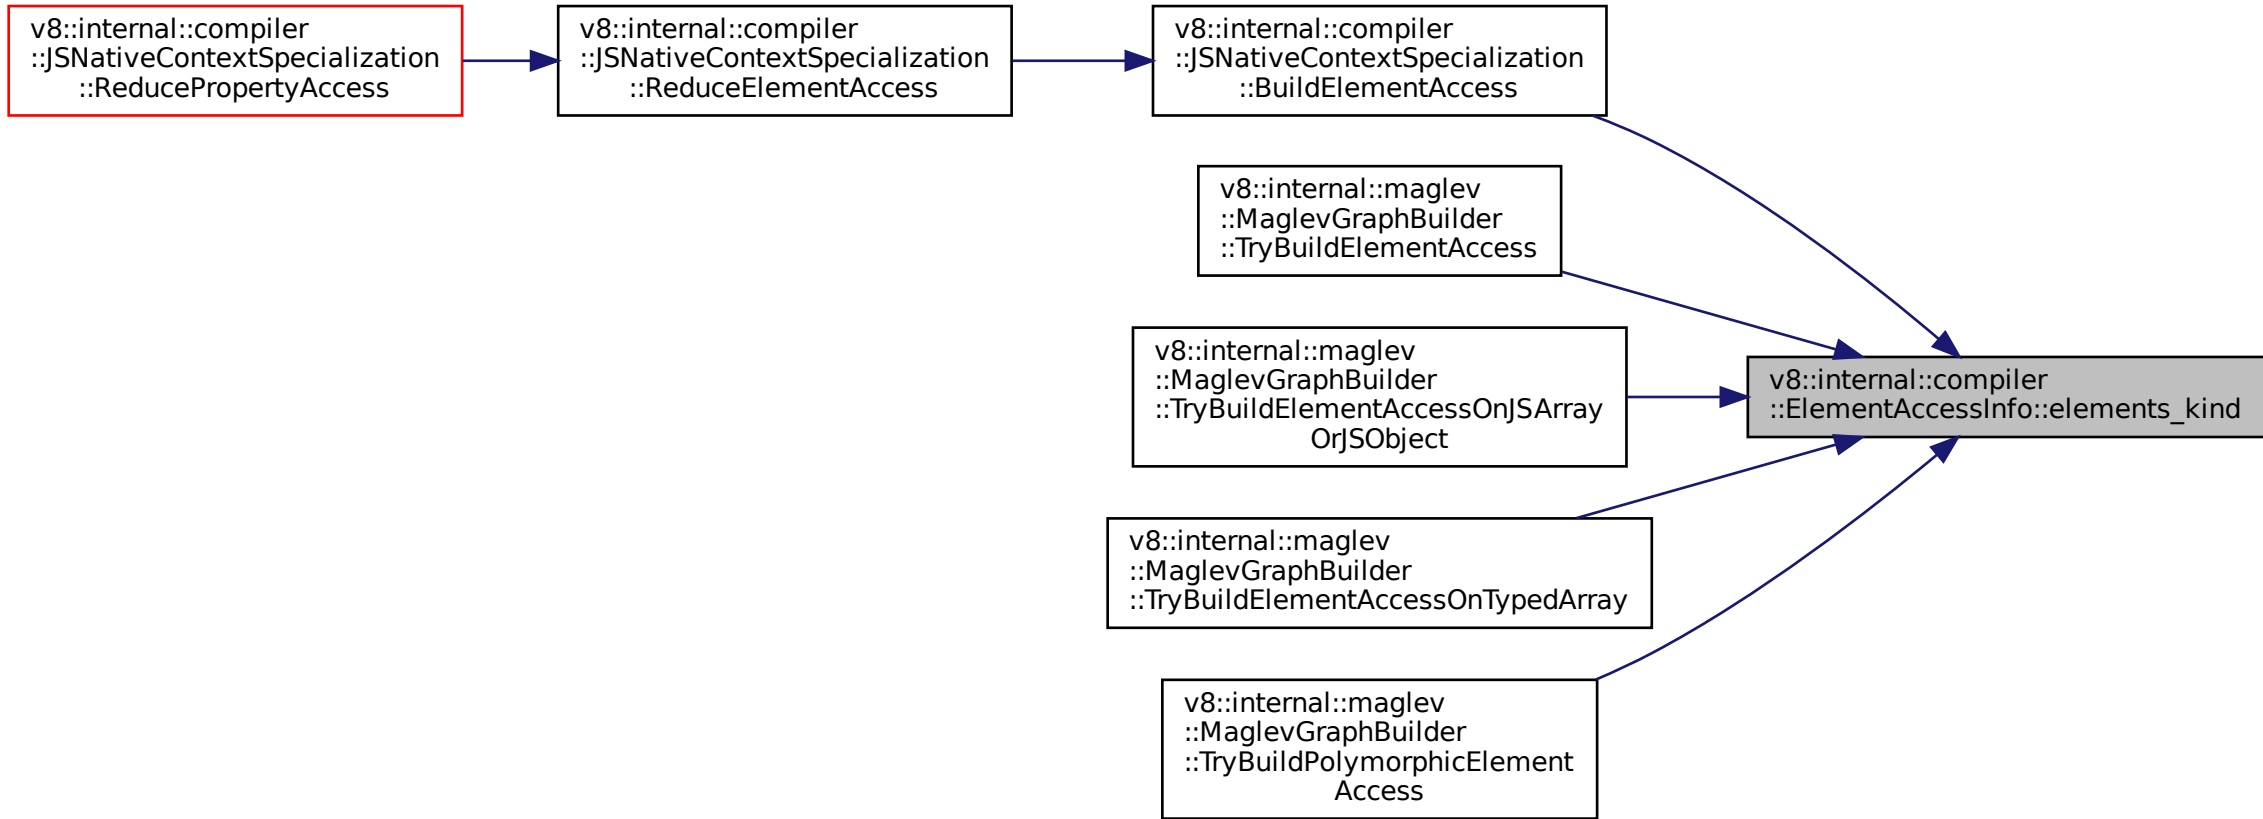 v8::internal::compiler
::JSNativeContextSpecialization
::ReducePropertyAccess
v8::internal::compiler
::JSNativeContextSpecialization
::ReduceElementAccess
v8::internal::compiler
::JSNativeContextSpecialization
::BuildElementAccess
v8::internal::maglev
::MaglevGraphBuilder
::TryBuildElementAccess
v8::internal::maglev
::MaglevGraphBuilder
::TryBuildElementAccessOnJSArray
OrJSObject
v8::internal::compiler
::ElementAccessInfo::elements_kind
v8::internal::maglev
::MaglevGraphBuilder
::TryBuildElementAccessOnTypedArray
v8::internal::maglev
::MaglevGraphBuilder
::TryBuildPolymorphicElement
Access